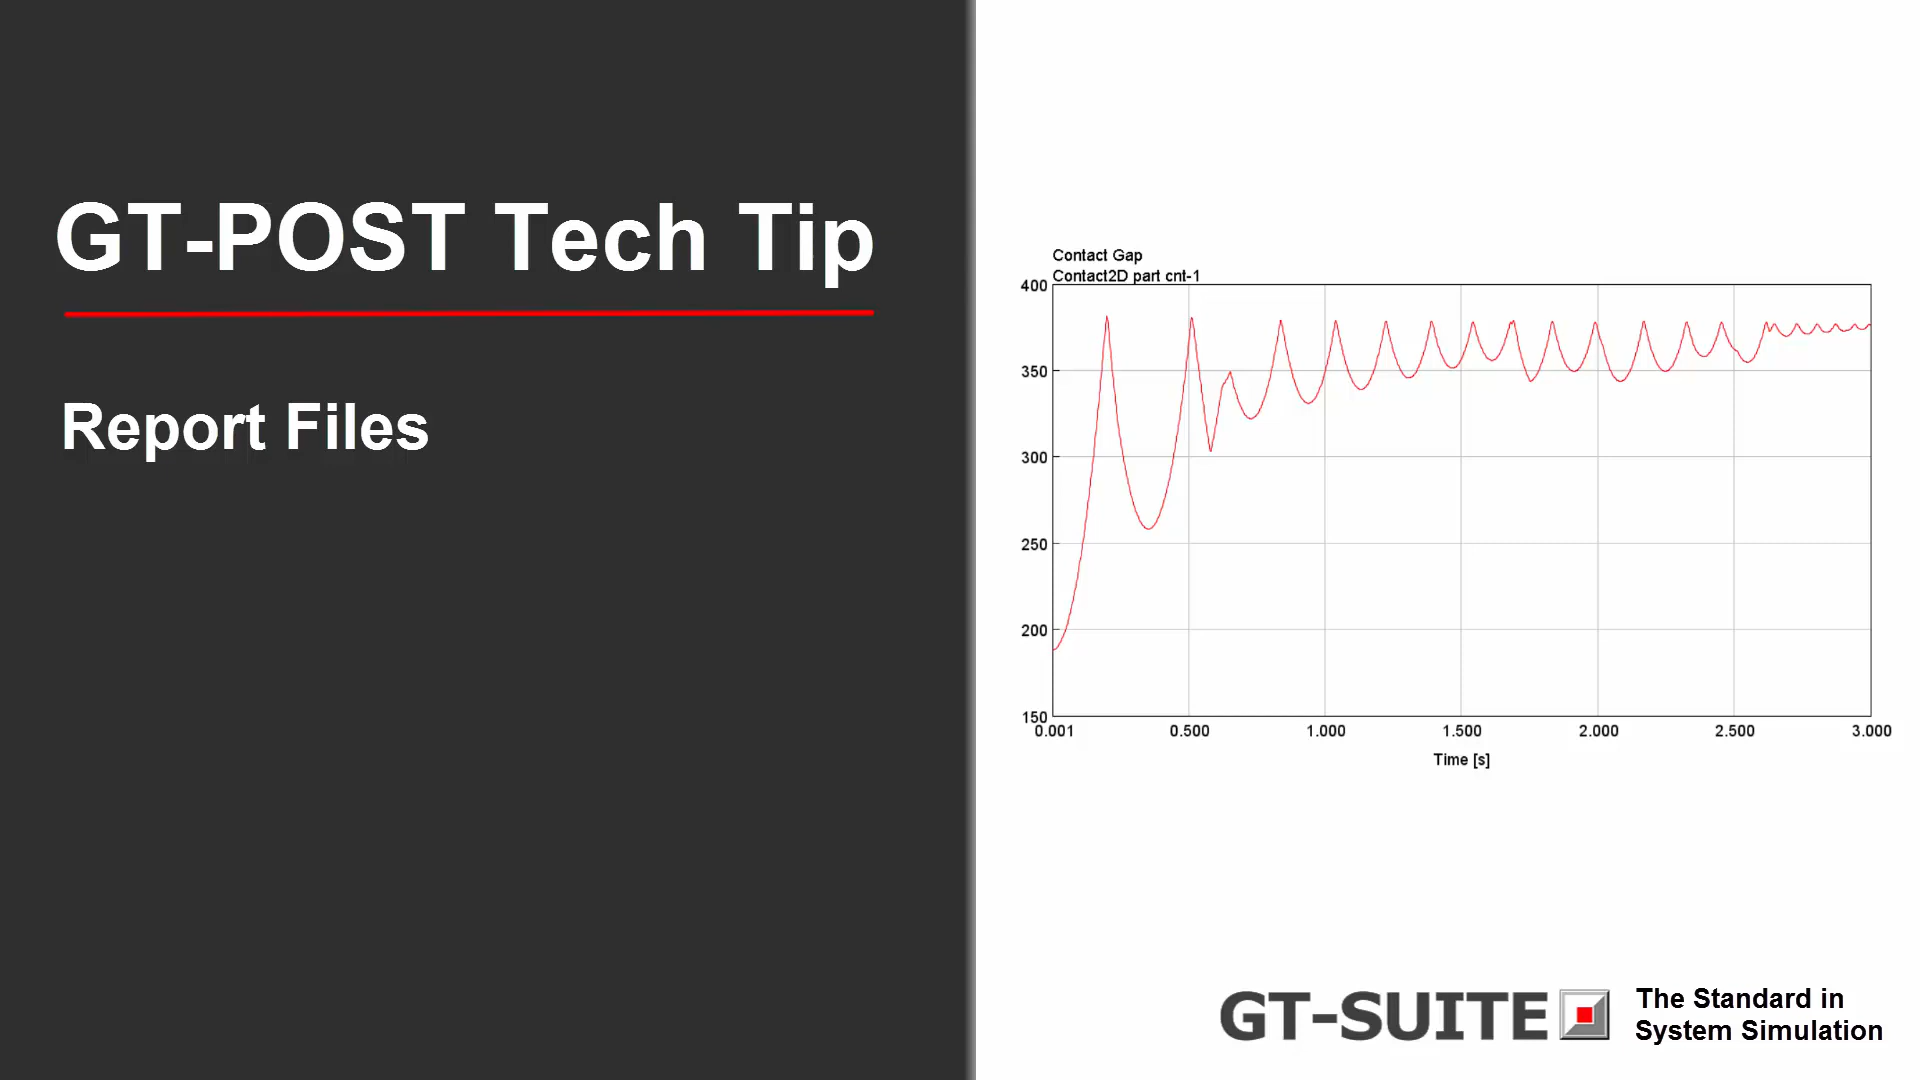 GT-POST Tech Tip
Report Files
Contact Gap
Contact2D part cnt-1
400
350
300
250
200
150
0.001 0.500 1.000 1.500 2.000 2.500 3.000
Time [s]
GT-SUITE
The Standard in
System Simulation